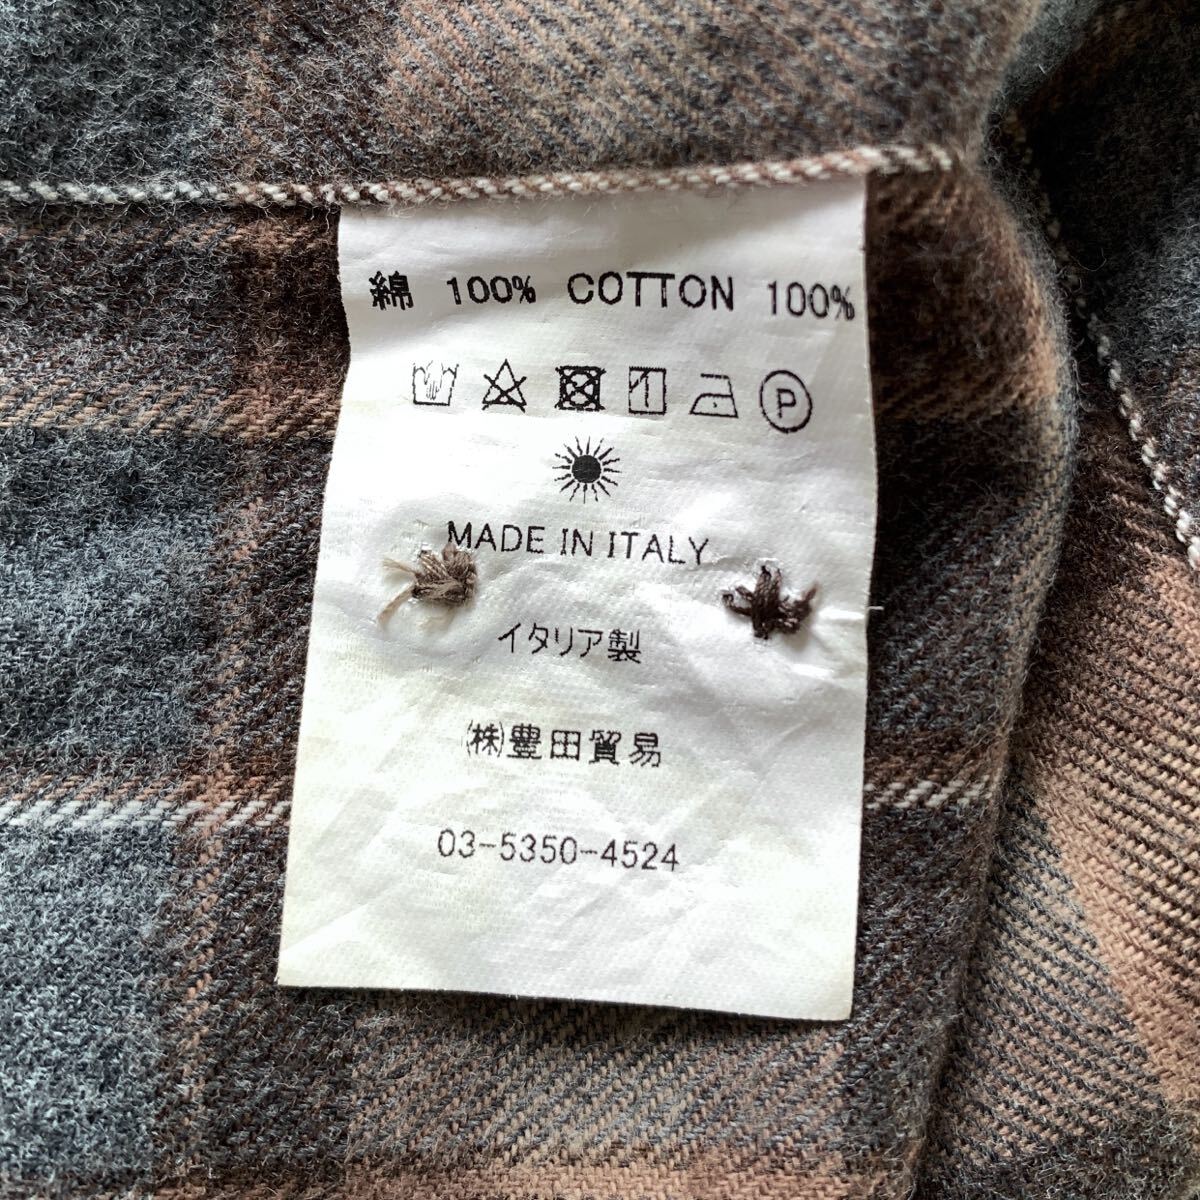 綿 100% COTTON 100%
P
MADE IN ITALY
イタリア製
㈱豊田貿易
03-5350-4524